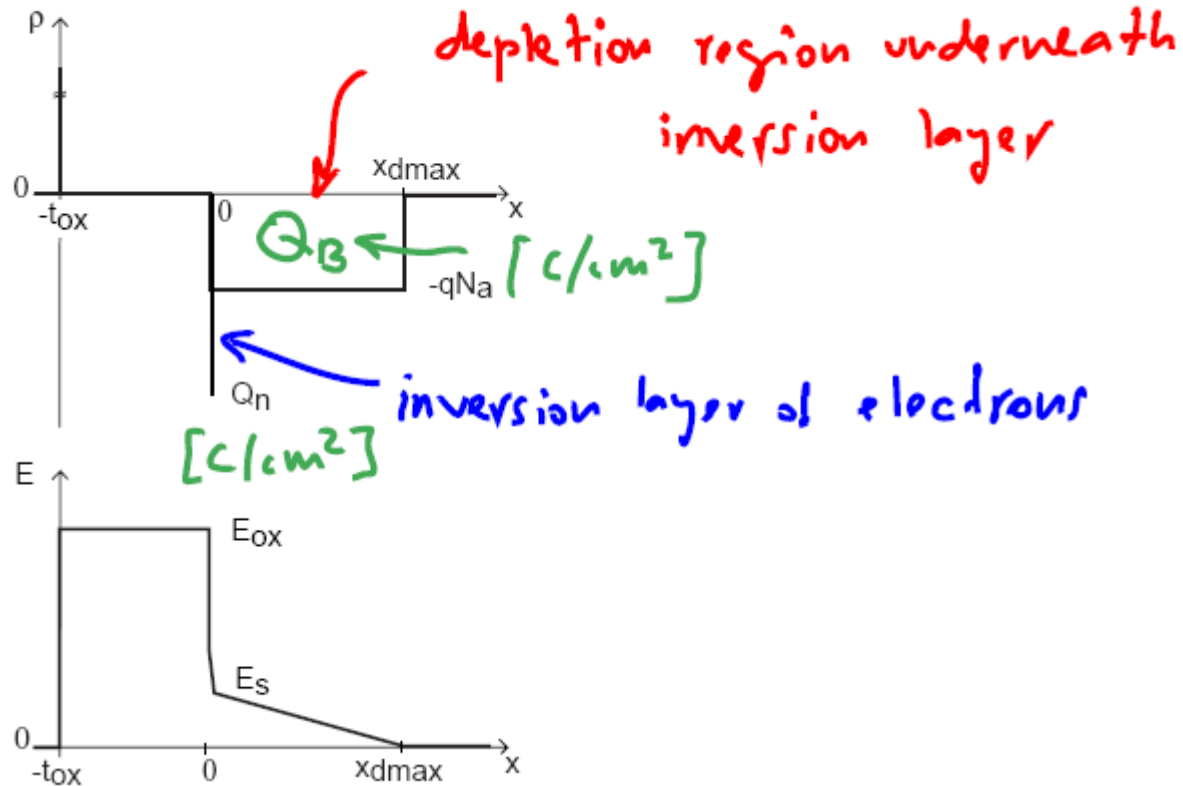 ρ
depletion region underneath
inversion layer
xdmax
0
-tox
0
x
QB
[C/cm²]
-qNa
Qn
inversion layer of electrons
[C/cm²]
E
Eox
Es
0
-tox
0
xdmax
x